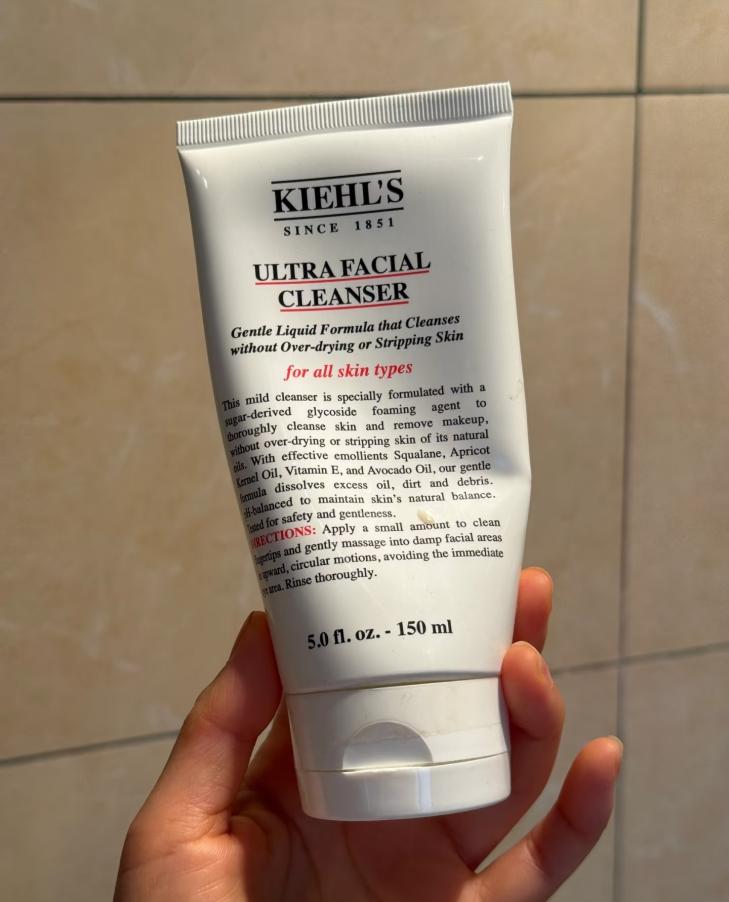 KIEHL'S
SINCE 1851
ULTRA FACIAL
CLEANSER
Gentle Liquid Formula that Cleanses
without Over-drying or Stripping Skin
for all skin types
This mild cleanser is specially formulated with a
sugar-derived glycoside foaming agent to
thoroughly cleanse skin and remove makeup,
without over-drying or stripping skin of its natural
oils. With effective emollients Squalane, Apricot
Kernel Oil, Vitamin E, and Avocado Oil, our gentle
formula dissolves excess oil, dirt and debris.
pH-balanced to maintain skin's natural balance.
Tested for safety and gentleness.
DIRECTIONS: Apply a small amount to clean
fingertips and gently massage into damp facial areas
in upward, circular motions, avoiding the immediate
eye area. Rinse thoroughly.
5.0 fl. oz. - 150 ml